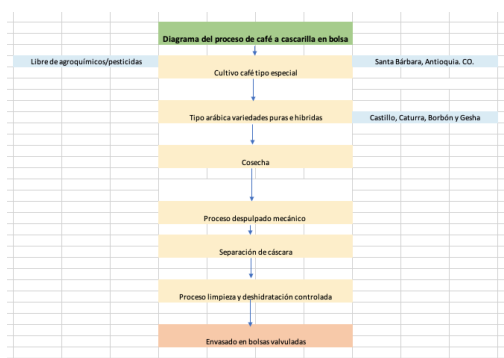 Diagrama del proceso de café a cascarilla en bolsa
Libre de agroquímicos/pesticidas
Santa Bárbara, Antioquia. CO.
Cultivo café tipo especial
Tipo arábica variedades puras e hibridas
Castillo, Caturra, Borbón y Gesha
Cosecha
Proceso despulpado mecánico
Separación de cáscara
Proceso limpieza y deshidratación controlada
Envasado en bolsas valvuladas